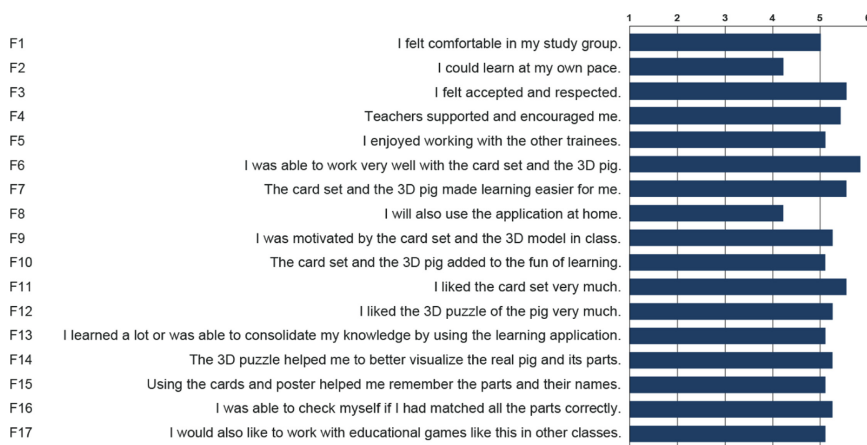 1 2 3 4 5 6
F1 I felt comfortable in my study group.
F2 I could learn at my own pace.
F3 I felt accepted and respected.
F4 Teachers supported and encouraged me.
F5 I enjoyed working with the other trainees.
F6 I was able to work very well with the card set and the 3D pig.
F7 The card set and the 3D pig made learning easier for me.
F8 I will also use the application at home.
F9 I was motivated by the card set and the 3D model in class.
F10 The card set and the 3D pig added to the fun of learning.
F11 I liked the card set very much.
F12 I liked the 3D puzzle of the pig very much.
F13 I learned a lot or was able to consolidate my knowledge by using the learning application.
F14 The 3D puzzle helped me to better visualize the real pig and its parts.
F15 Using the cards and poster helped me remember the parts and their names.
F16 I was able to check myself if I had matched all the parts correctly.
F17 I would also like to work with educational games like this in other classes.